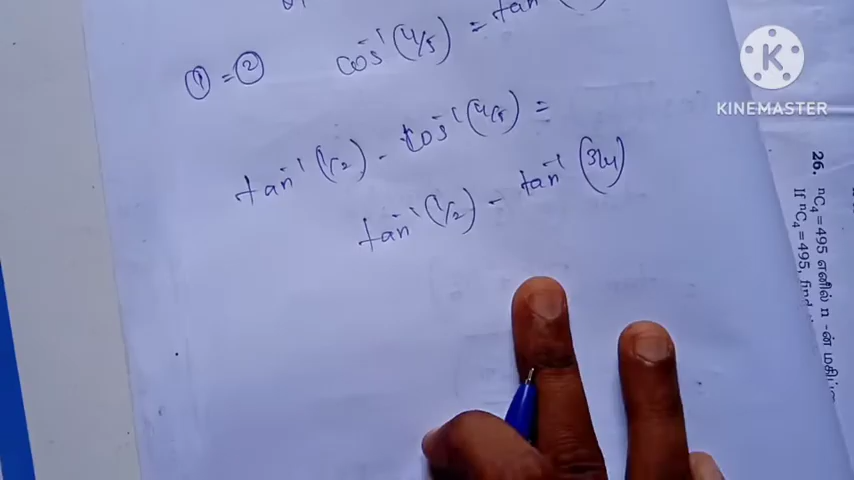 cos⁻¹(4/5) = tan⁻¹
① = ②
tan⁻¹(1/2) - cos⁻¹(4/5) =
tan⁻¹(1/2) - tan⁻¹(3/4)
KINEMASTER
26. ⁿC₄ = 495 எனில் n -ன் மதிப்
If ⁿC₄ = 495, find